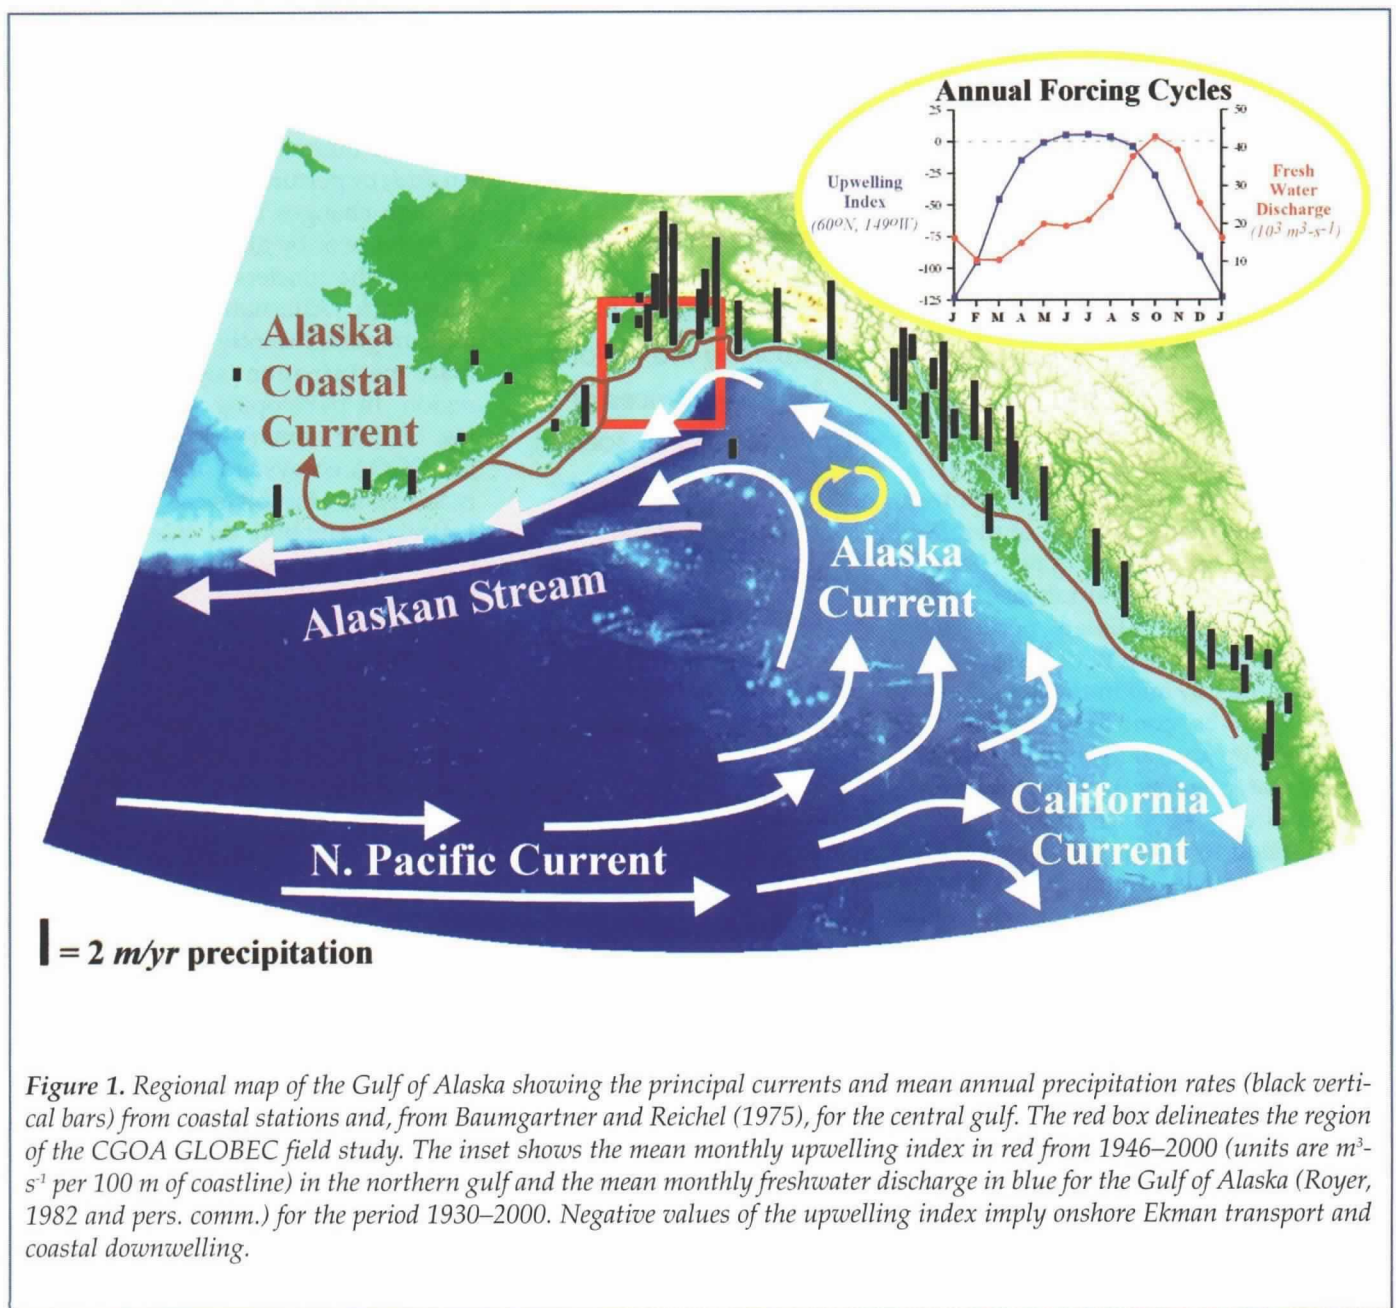 Annual Forcing Cycles
25
0
-25
-50
-75
-100
-125
50
40
30
20
10
J F M A M J J A S O N D J
Upwelling
Index
(60ºN, 149ºW)
Fresh
Water
Discharge
(10³ m³-s⁻¹)
Alaska
Coastal
Current
Alaska
Current
Alaskan Stream
California
Current
N. Pacific Current
= 2 m/yr precipitation
Figure 1. Regional map of the Gulf of Alaska showing the principal currents and mean annual precipitation rates (black verti-
cal bars) from coastal stations and, from Baumgartner and Reichel (1975), for the central gulf. The red box delineates the region
of the CGOA GLOBEC field study. The inset shows the mean monthly upwelling index in red from 1946–2000 (units are m³-
s⁻¹ per 100 m of coastline) in the northern gulf and the mean monthly freshwater discharge in blue for the Gulf of Alaska (Royer,
1982 and pers. comm.) for the period 1930–2000. Negative values of the upwelling index imply onshore Ekman transport and
coastal downwelling.